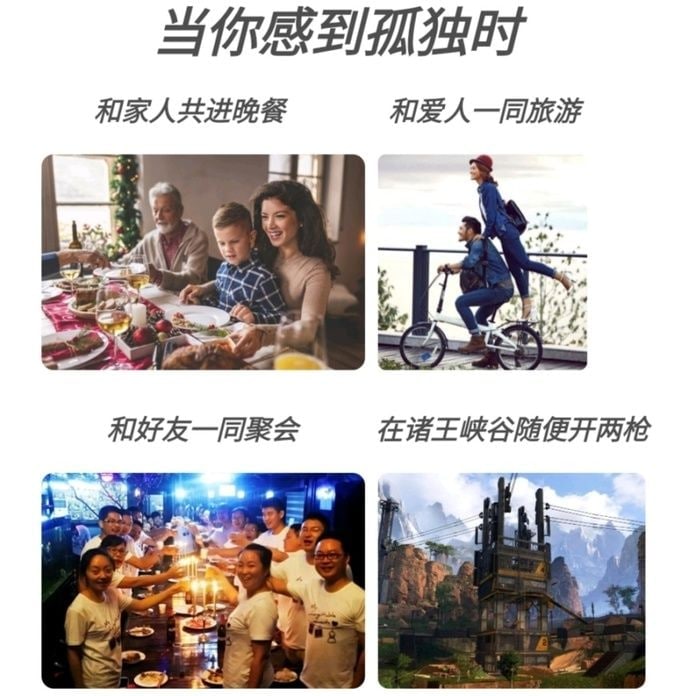 当你感到孤独时
和家人共进晚餐
和爱人一同旅游
和好友一同聚会
在诸王峡谷随便开两枪